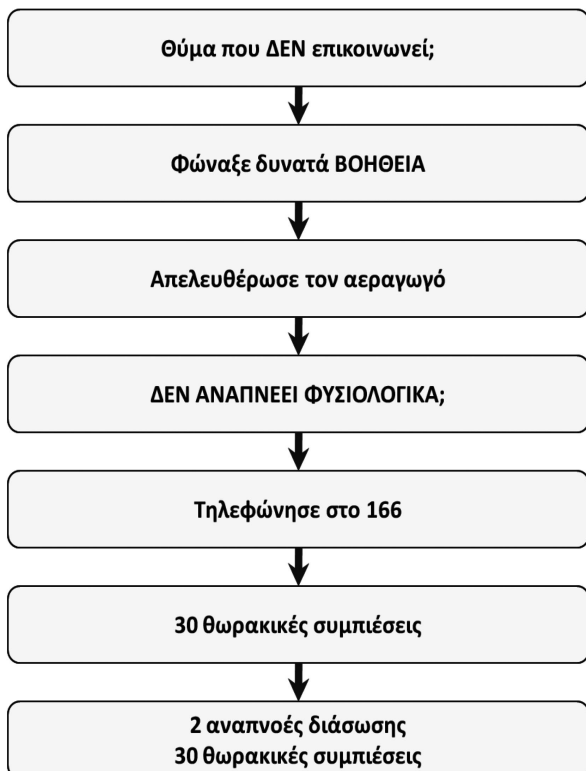 Θύμα που ΔΕΝ επικοινωνεί;
Φώναξε δυνατά ΒΟΗΘΕΙΑ
Απελευθέρωσε τον αεραγωγό
ΔΕΝ ΑΝΑΠΝΕΕΙ ΦΥΣΙΟΛΟΓΙΚΑ;
Τηλεφώνησε στο 166
30 θωρακικές συμπιέσεις
2 αναπνοές διάσωσης
30 θωρακικές συμπιέσεις